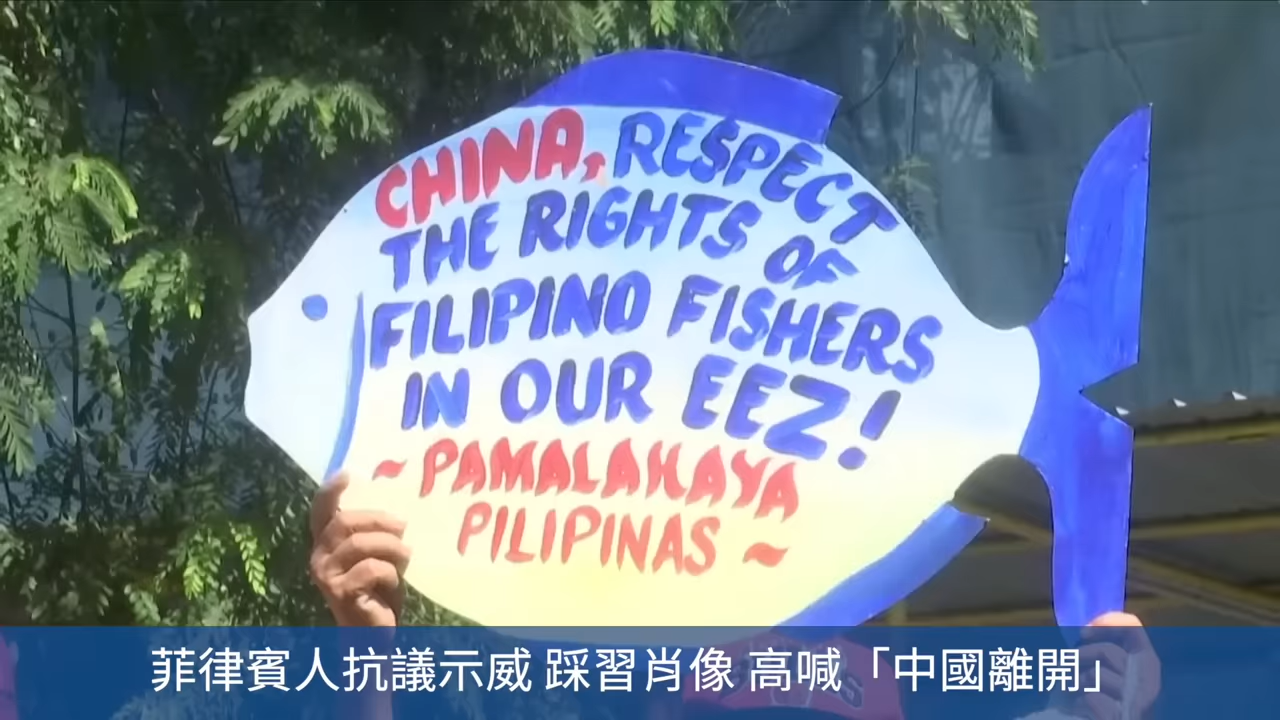 CHINA, RESPECT
THE RIGHTS OF
FILIPINO FISHERS
IN OUR EEZ!
~ PAMALAKAYA
PILIPINAS ~
菲律賓人抗議示威 踩習肖像 高喊「中國離開」